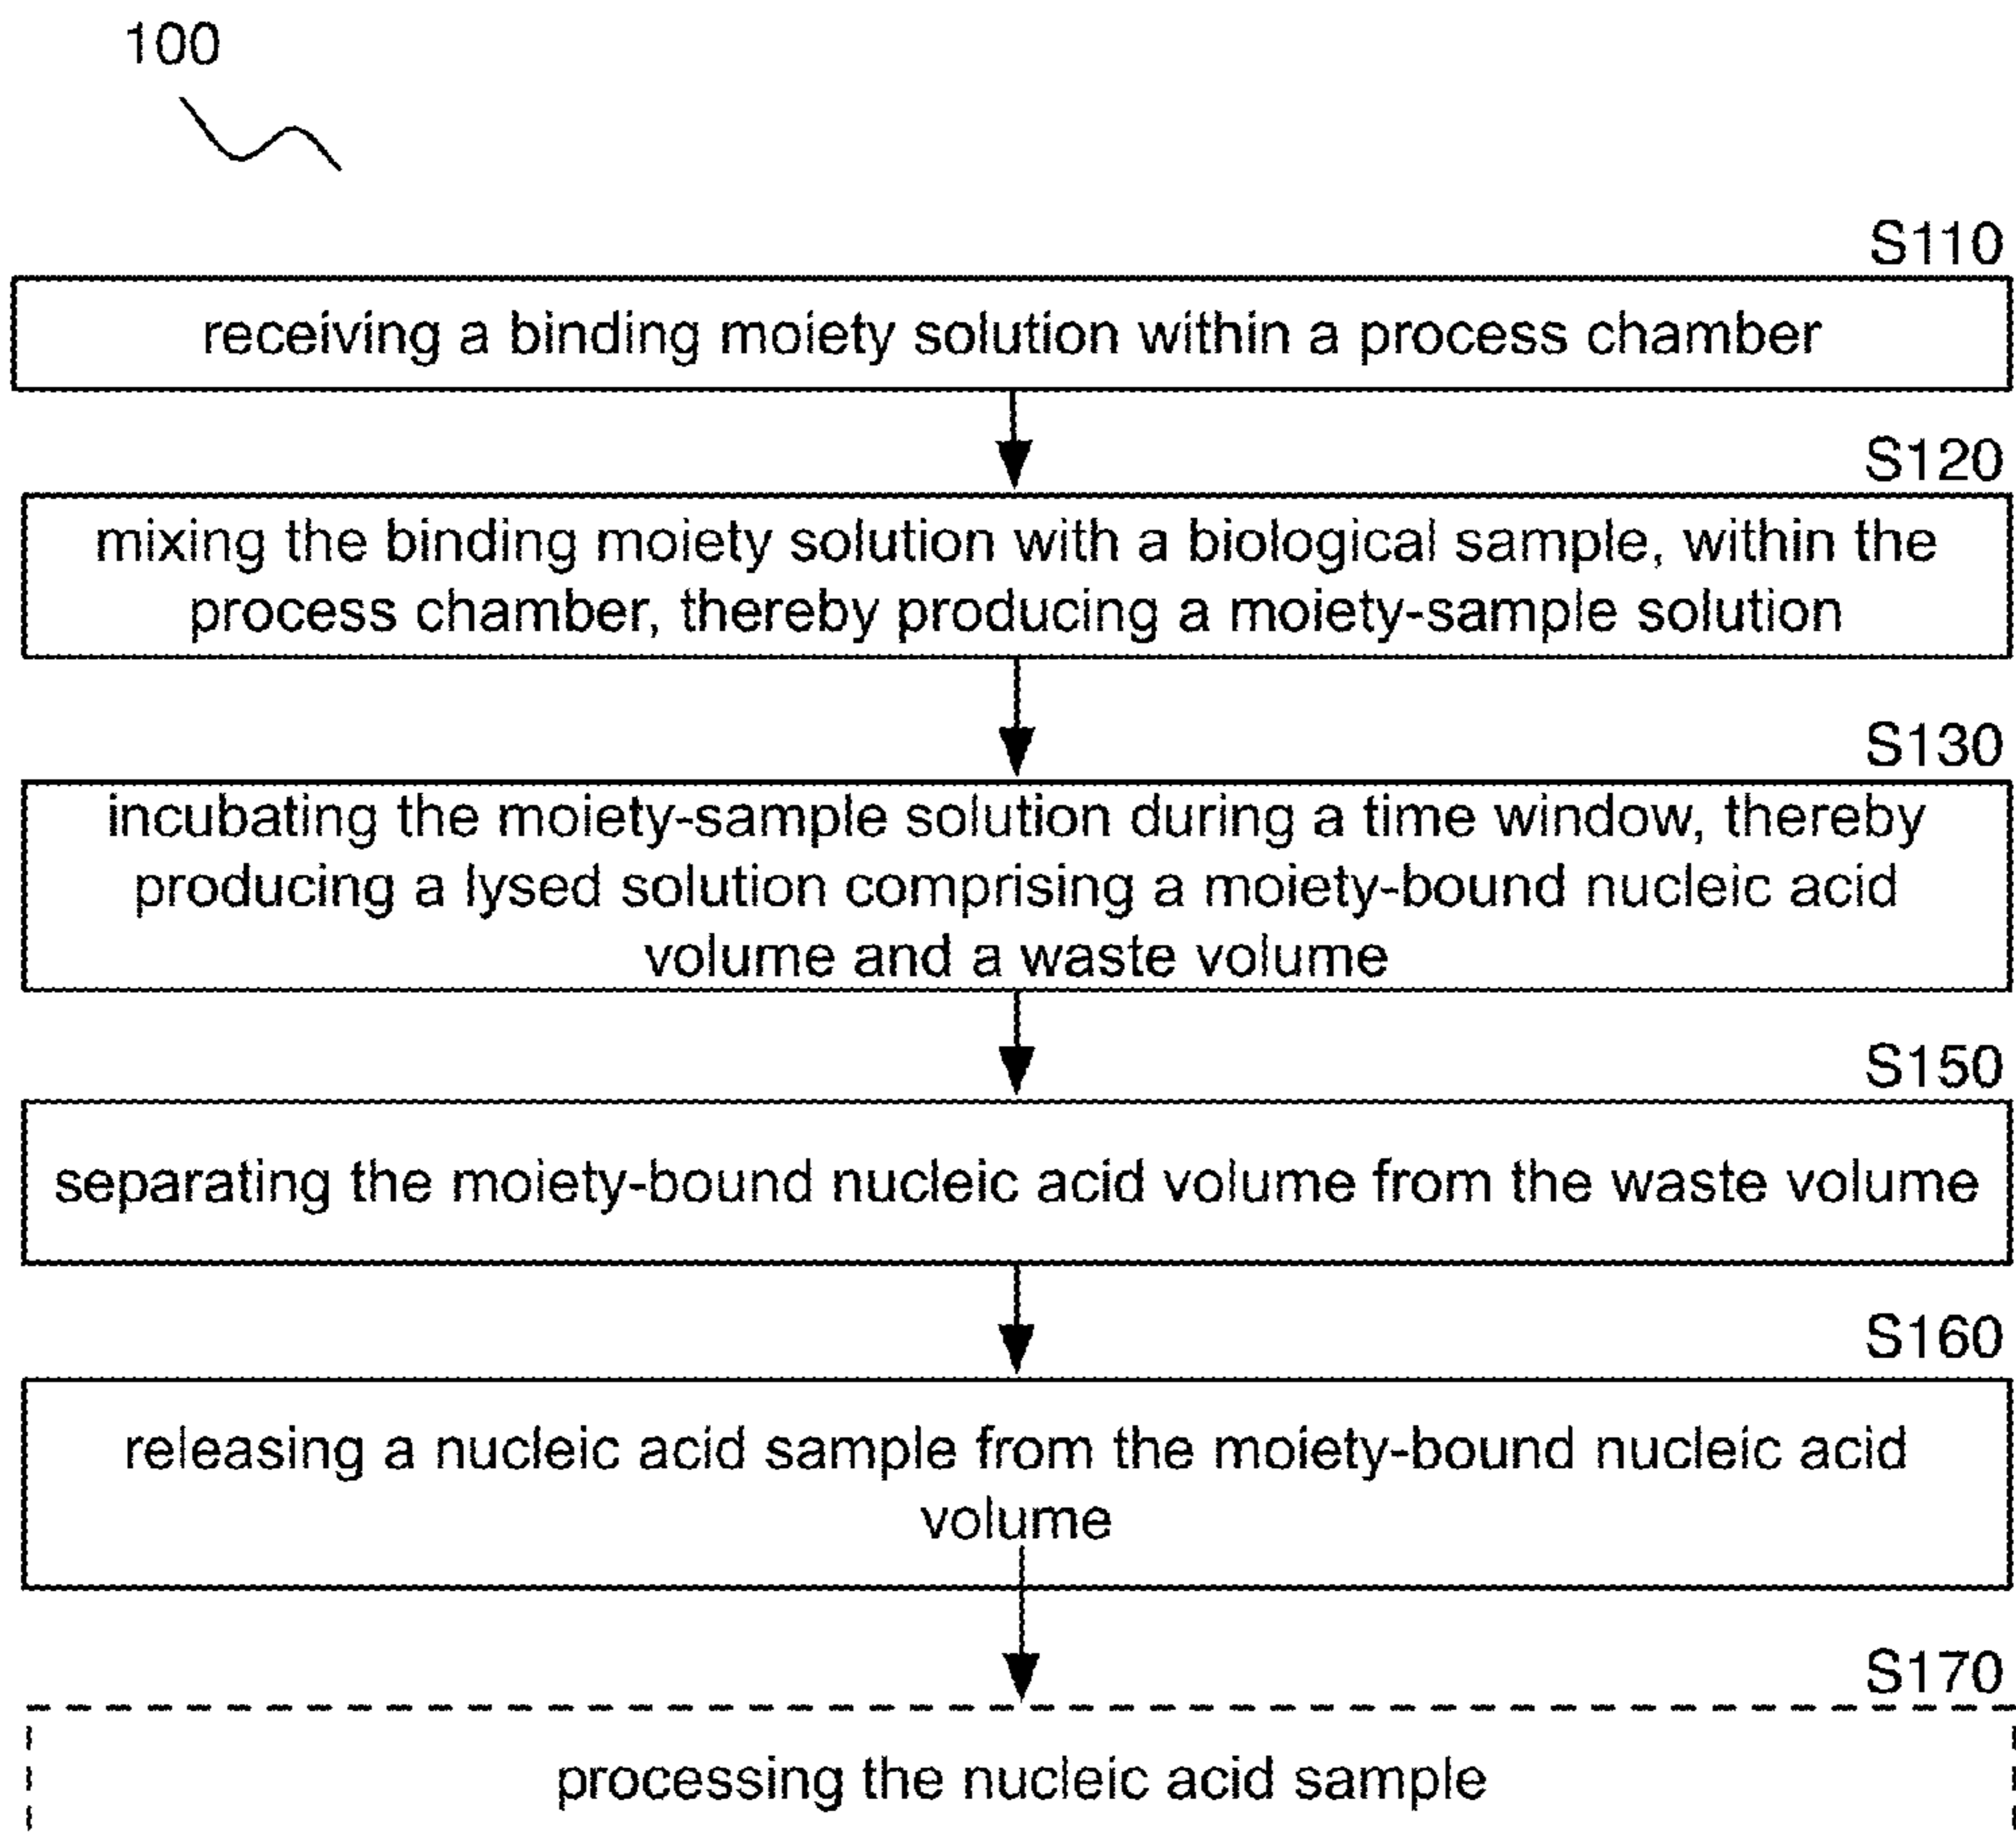 100
S110
receiving a binding moiety solution within a process chamber
S120
mixing the binding moiety solution with a biological sample, within the
process chamber, thereby producing a moiety-sample solution
S130
incubating the moiety-sample solution during a time window, thereby
producing a lysed solution comprising a moiety-bound nucleic acid
volume and a waste volume
S150
separating the moiety-bound nucleic acid volume from the waste volume
S160
releasing a nucleic acid sample from the moiety-bound nucleic acid
volume
S170
processing the nucleic acid sample